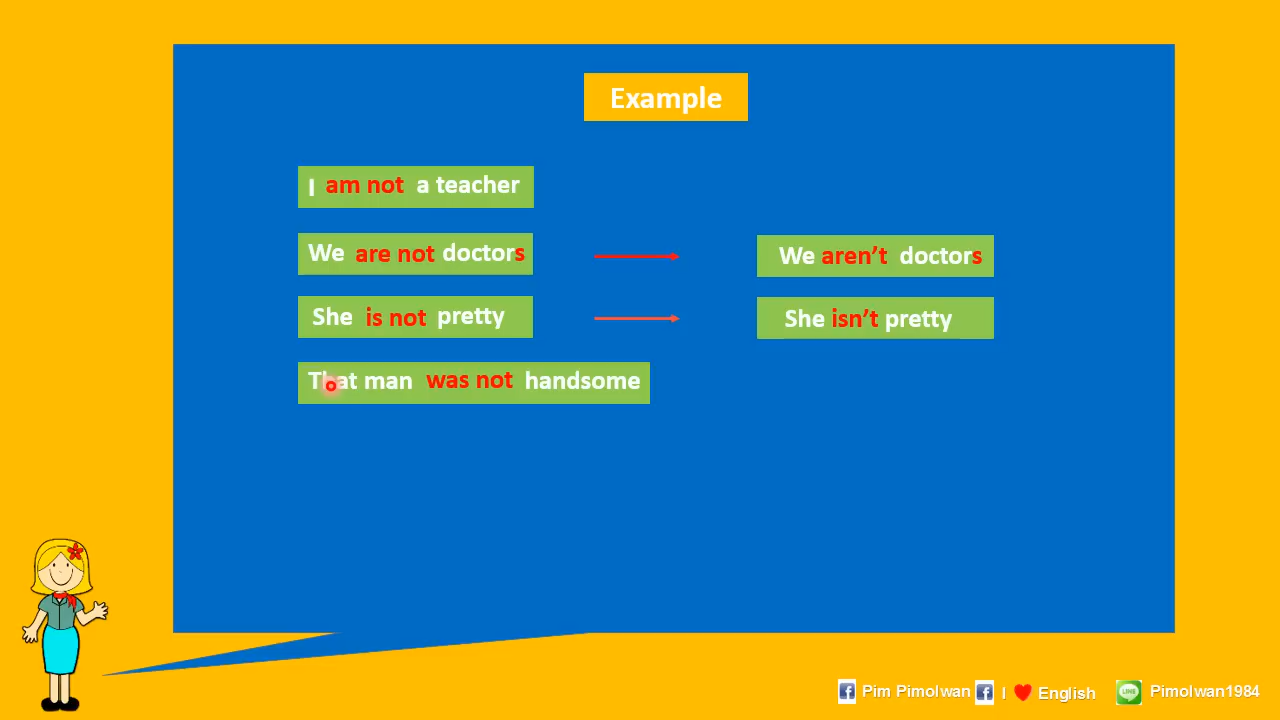 Example
I am not a teacher
We are not doctors
We aren't doctors
She is not pretty
She isn't pretty
That man was not handsome
Pim Pimolwan I English LINE Pimolwan1984